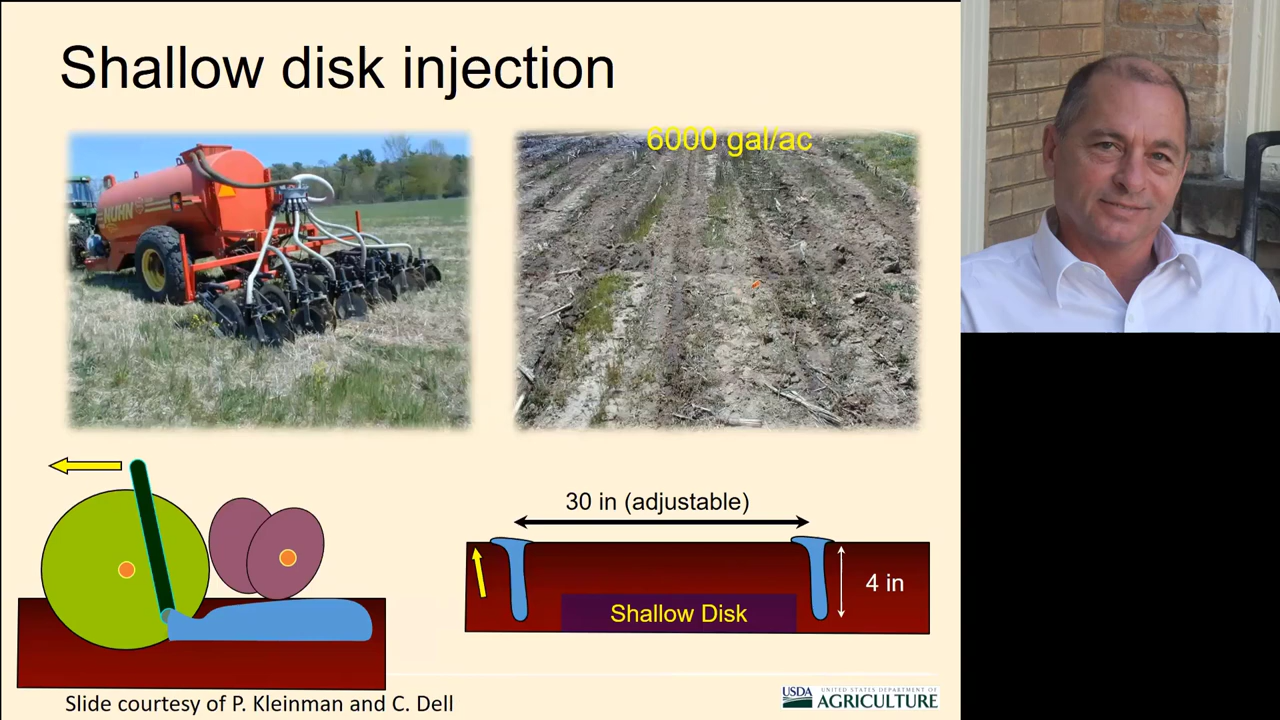 Shallow disk injection
NUHN
6000 gal/ac
30 in (adjustable)
4 in
Shallow Disk
Slide courtesy of P. Kleinman and C. Dell
USDA
UNITED STATES DEPARTMENT OF
AGRICULTURE